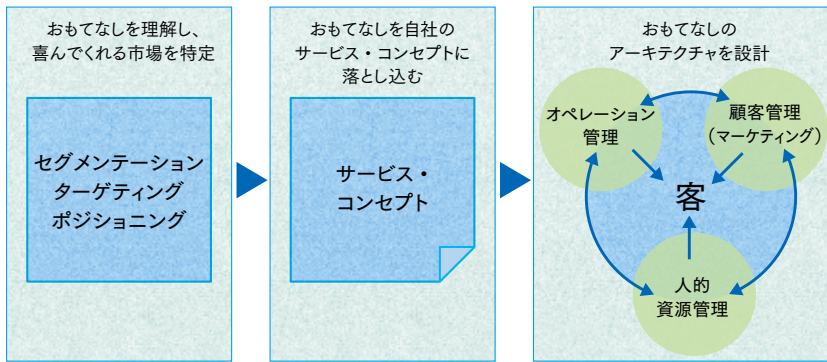 おもてなしを理解し、
喜んでくれる市場を特定
セグメンテーション
ターゲティング
ポジショニング
おもてなしを自社の
サービス・コンセプトに
落とし込む
サービス・
コンセプト
おもてなしの
アーキテクチャを設計
オペレーション
管理
顧客管理
（マーケティング）
客
人的
資源管理